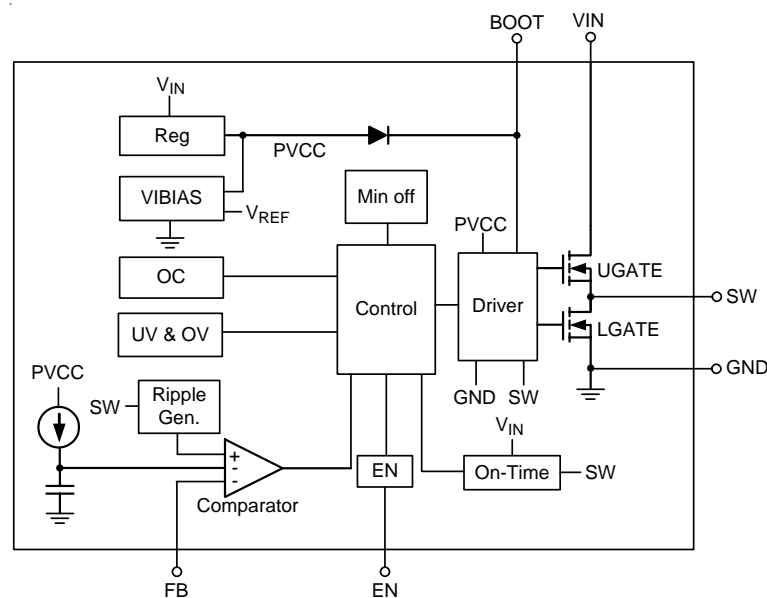 BOOT
VIN
VIN
Reg
PVCC
VIBIAS
VREF
Min off
PVCC
OC
UV & OV
Control
Driver
UGATE
SW
LGATE
GND
PVCC
SW
Ripple
Gen.
GND
SW
VIN
+
-
-
EN
On-Time
SW
Comparator
FB
EN